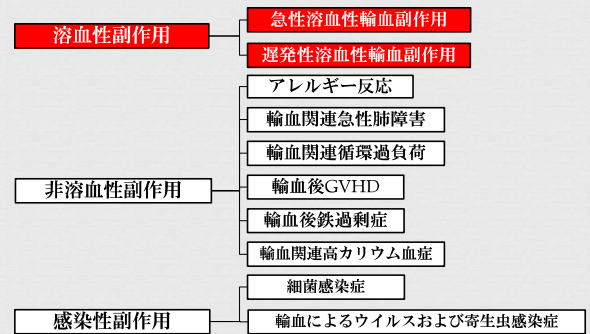 溶血性副作用
急性溶血性輸血副作用
遅発性溶血性輸血副作用
非溶血性副作用
アレルギー反応
輸血関連急性肺障害
輸血関連循環過負荷
輸血後GVHD
輸血後鉄過剰症
輸血関連高カリウム血症
感染性副作用
細菌感染症
輸血によるウイルスおよび寄生虫感染症